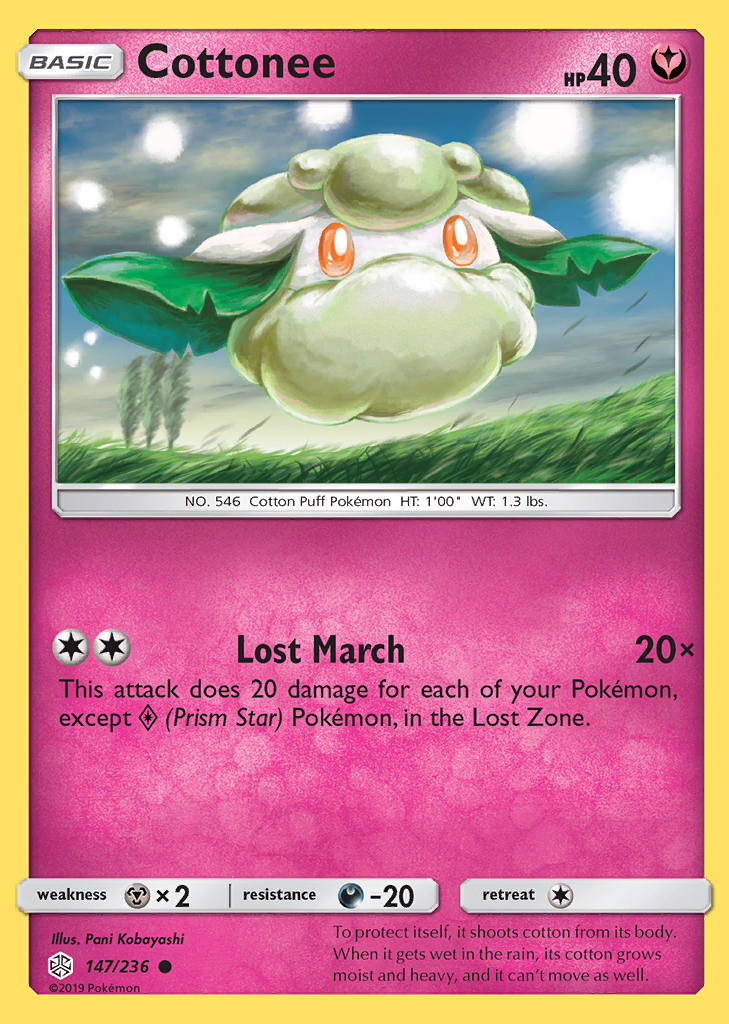 BASIC Cottonee HP40
NO. 546 Cotton Puff Pokémon HT: 1'00" WT: 1.3 lbs.
Lost March 20×
This attack does 20 damage for each of your Pokémon,
except (Prism Star) Pokémon, in the Lost Zone.
weakness ×2 resistance -20 retreat
Illus. Pani Kobayashi
147/236
©2019 Pokémon
To protect itself, it shoots cotton from its body.
When it gets wet in the rain, its cotton grows
moist and heavy, and it can't move as well.